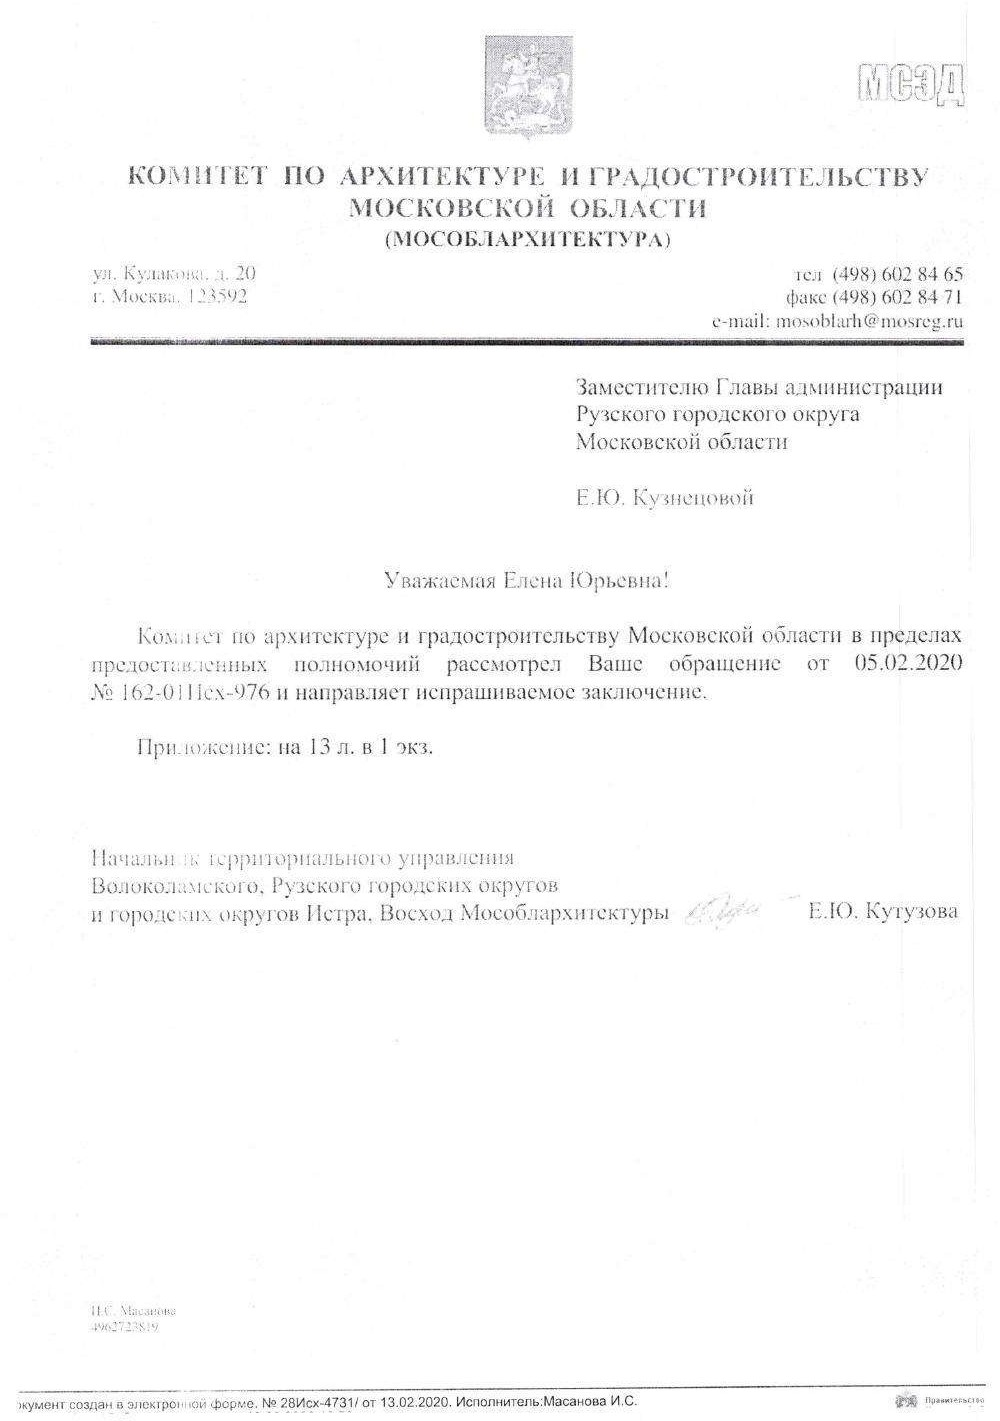 МСЭД
КОМИТЕТ ПО АРХИТЕКТУРЕ И ГРАДОСТРОИТЕЛЬСТВУ
МОСКОВСКОЙ ОБЛАСТИ
(МОСОБЛАРХИТЕКТУРА)
ул. Кулакова, д. 20
г. Москва, 123592
тел (498) 602 84 65
факс (498) 602 84 71
e-mail: mosoblarh@mosreg.ru
Заместителю Главы администрации
Рузского городского округа
Московской области
Е.Ю. Кузнецовой
Уважаемая Елена Юрьевна!
Комитет по архитектуре и градостроительству Московской области в пределах
предоставленных полномочий рассмотрел Ваше обращение от 05.02.2020
№ 162-01Исх-976 и направляет испрашиваемое заключение.
Приложение: на 13 л. в 1 экз.
Начальник территориального управления
Волоколамского, Рузского городских округов
и городских округов Истра, Восход Мособлархитектуры Е.Ю. Кутузова
И.С. Масанова
4962723819
окумент создан в электронной форме. № 28Исх-4731/ от 13.02.2020. Исполнитель:Масанова И.С.
Правительство